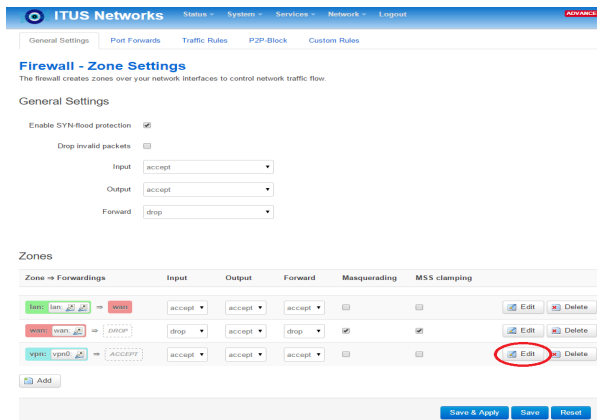 ITUS Networks Status System Services Network Logout ADVANCE
General Settings Port Forwards Traffic Rules P2P-Block Custom Rules
Firewall - Zone Settings
The firewall creates zones over your network interfaces to control network traffic flow.
General Settings
Enable SYN-flood protection
Drop invalid packets
Input accept
Output accept
Forward drop
Zones
Zone ⇒ Forwardings Input Output Forward Masquerading MSS clamping
lan: lan: ⇒ wan accept accept accept Edit Delete
wan: wan: ⇒ DROP drop accept drop Edit Delete
vpn: vpn0: ⇒ ACCEPT accept accept accept Edit Delete
Add
Save & Apply Save Reset